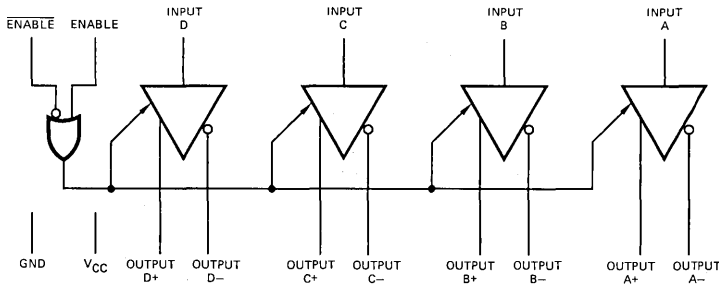 ENABLE ENABLE
INPUT
D
INPUT
C
INPUT
B
INPUT
A
GND
VCC
OUTPUT
D+
OUTPUT
D−
OUTPUT
C+
OUTPUT
C−
OUTPUT
B+
OUTPUT
B−
OUTPUT
A+
OUTPUT
A−